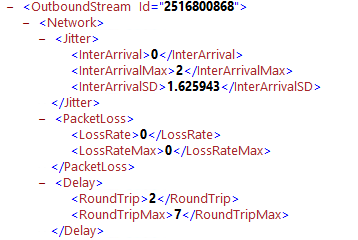 – <OutboundStream Id="2516800868">
– <Network>
– <Jitter>
<InterArrival>0</InterArrival>
<InterArrivalMax>2</InterArrivalMax>
<InterArrivalSD>1.625943</InterArrivalSD>
</Jitter>
– <PacketLoss>
<LossRate>0</LossRate>
<LossRateMax>0</LossRateMax>
</PacketLoss>
– <Delay>
<RoundTrip>2</RoundTrip>
<RoundTripMax>7</RoundTripMax>
</Delay>